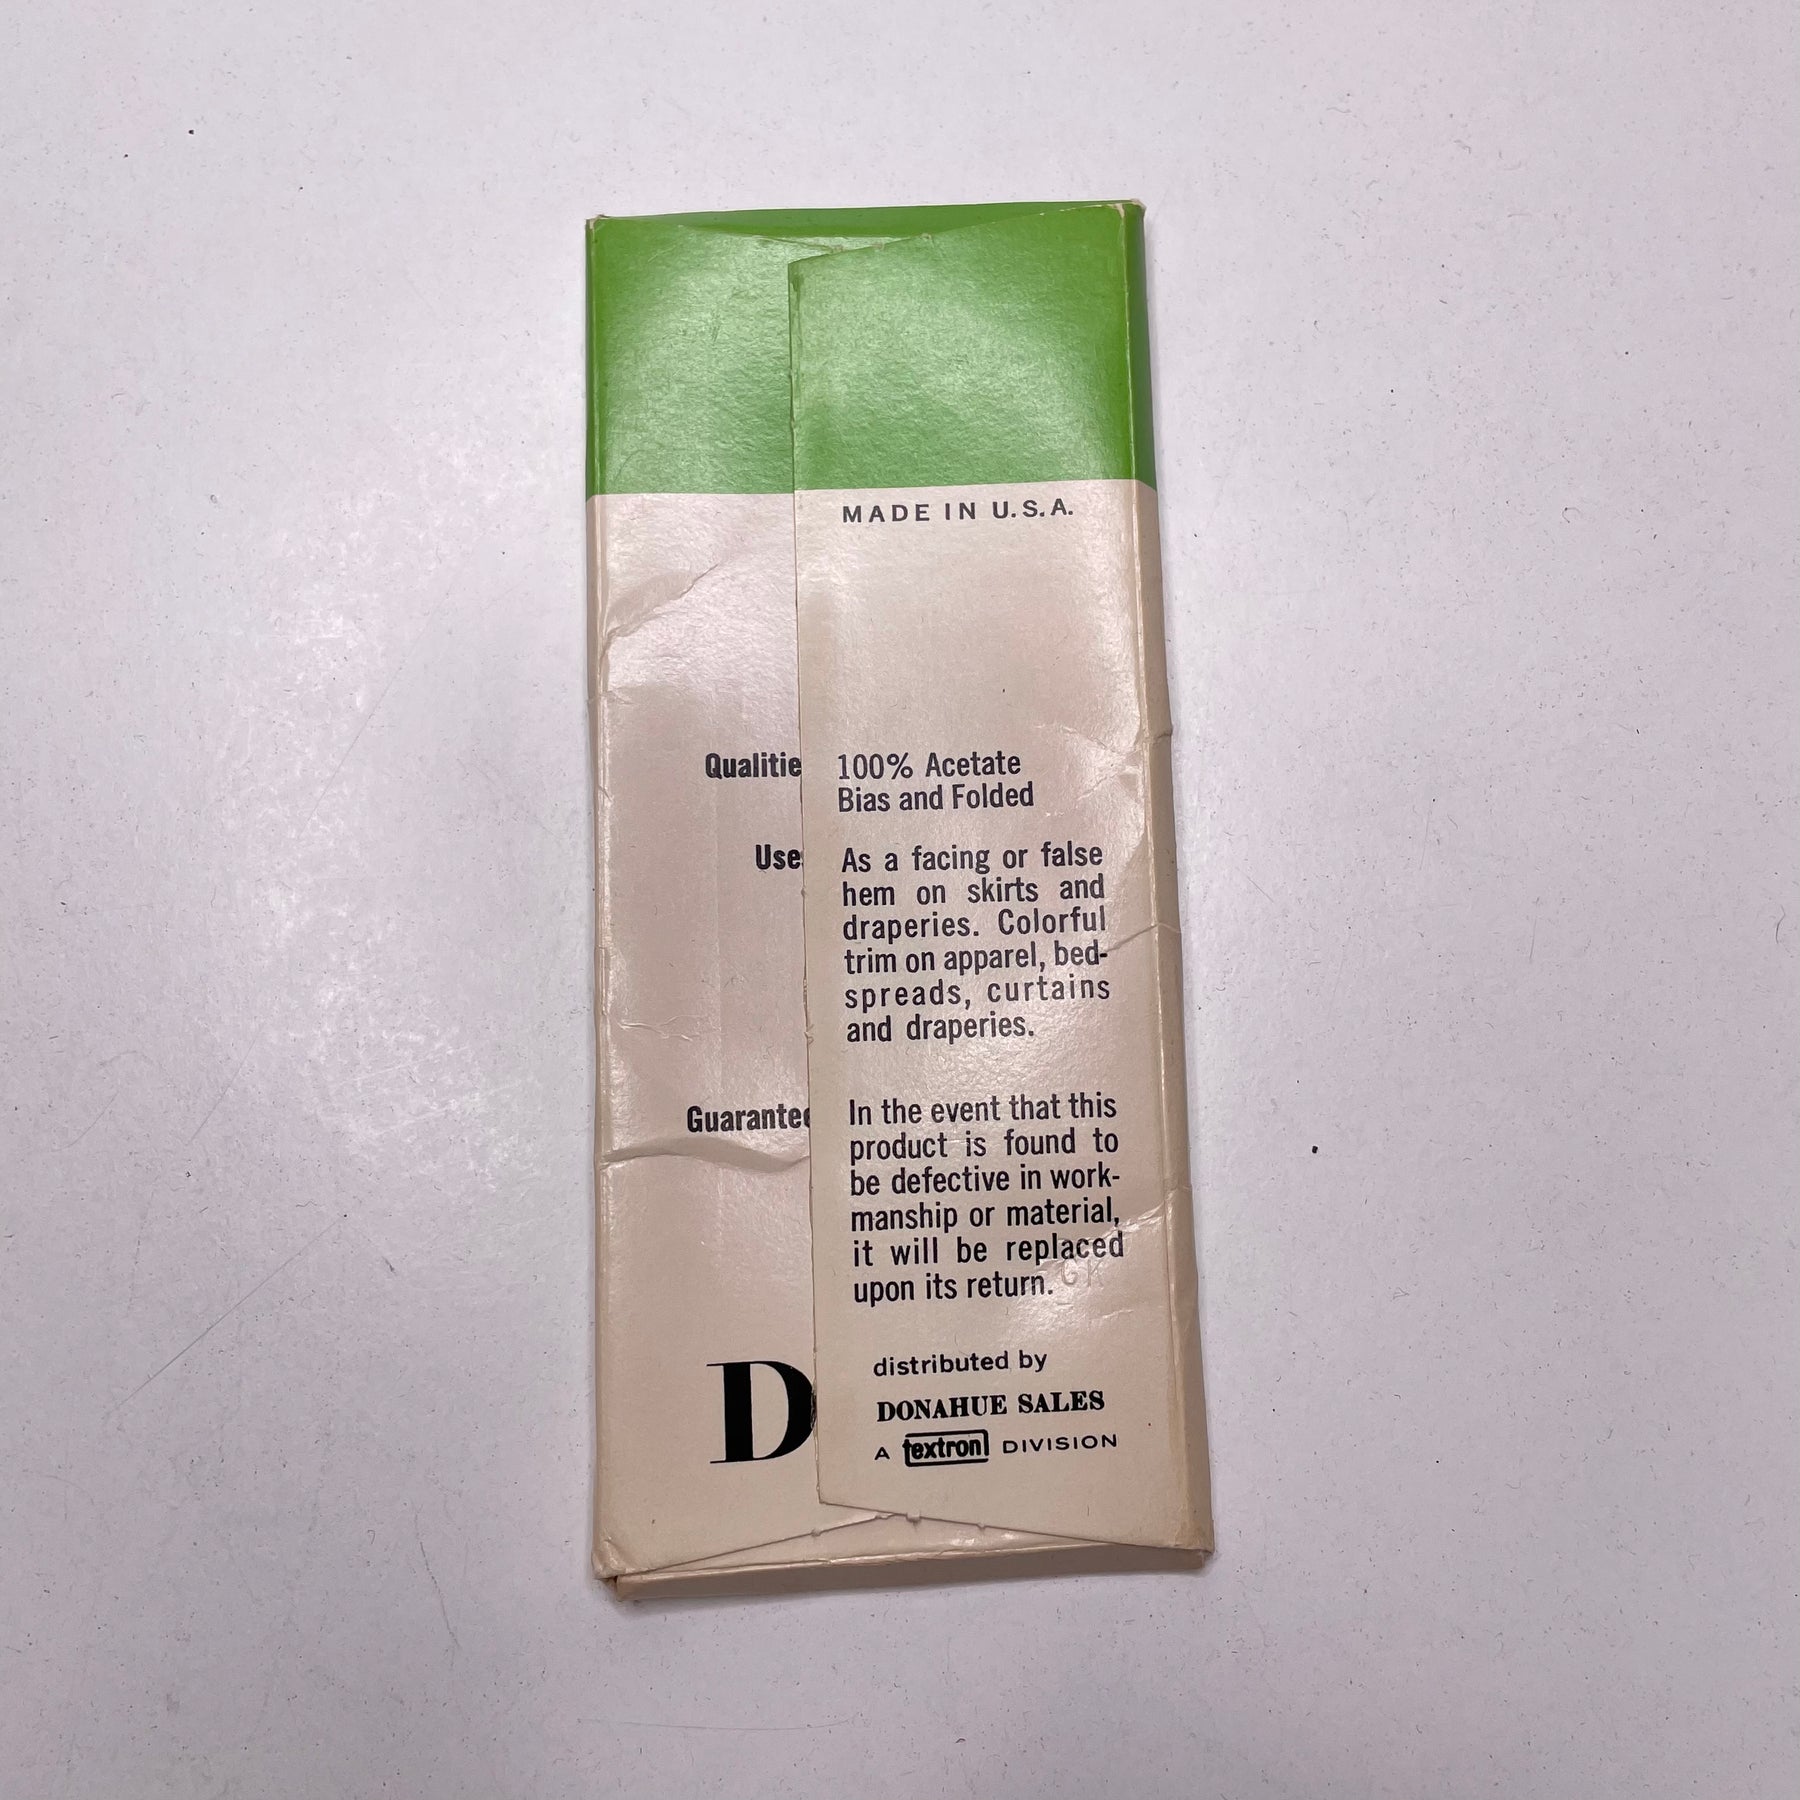 MADE IN U.S.A.
Qualitie 100% Acetate
Bias and Folded
Use As a facing or false
hem on skirts and
draperies. Colorful
trim on apparel, bed-
spreads, curtains
and draperies.
Guarantee In the event that this
product is found to
be defective in work-
manship or material,
it will be replaced
upon its return.
D
distributed by
DONAHUE SALES
A textron DIVISION